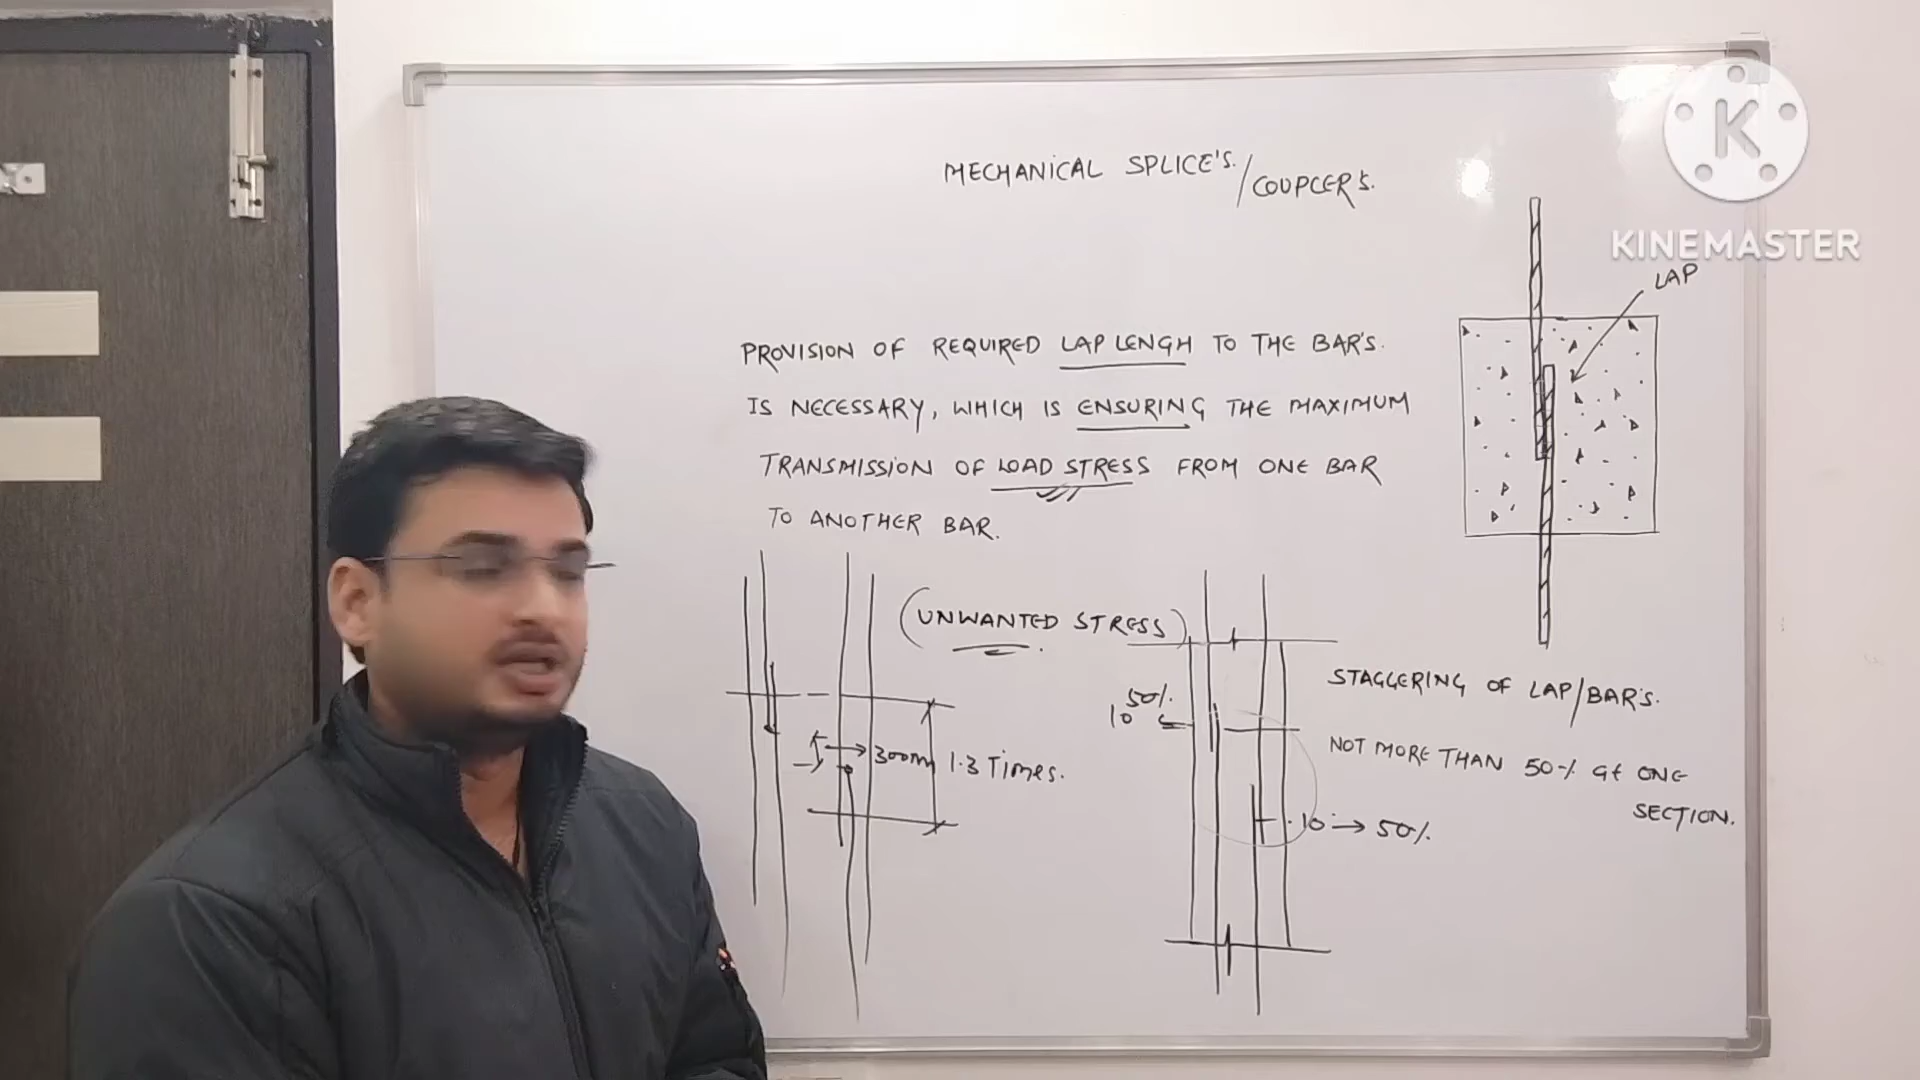 MECHANICAL SPLICE'S. / COUPLER'S.
K
KINEMASTER
LAP
PROVISION OF REQUIRED LAP LENGH TO THE BAR'S.
IS NECESSARY, WHICH IS ENSURING THE MAXIMUM
TRANSMISSION OF LOAD STRESS FROM ONE BAR
TO ANOTHER BAR.
(UNWANTED STRESS)
STAGGERING OF LAP/BAR'S.
50%.
10
NOT MORE THAN 50% at ONE
SECTION.
300mm 1.3 Times.
10 → 50%.